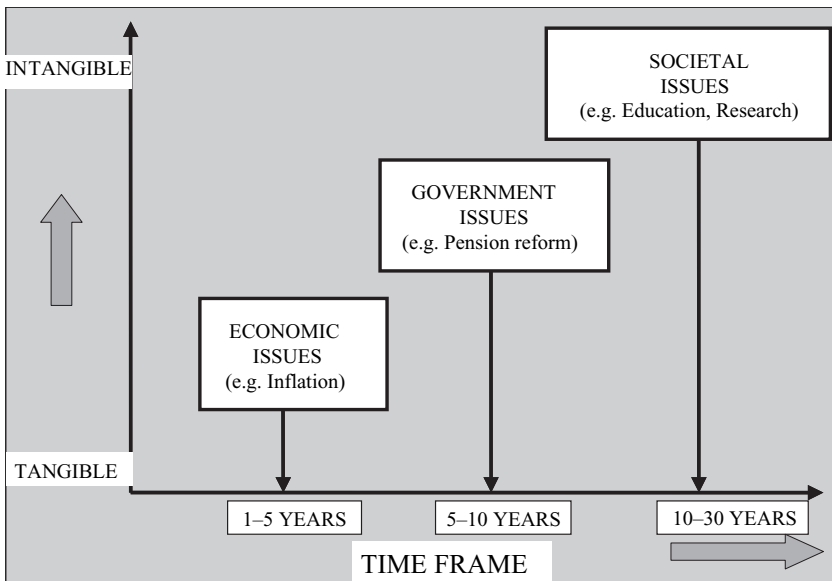 INTANGIBLE
SOCIETAL
ISSUES
(e.g. Education, Research)
GOVERNMENT
ISSUES
(e.g. Pension reform)
ECONOMIC
ISSUES
(e.g. Inflation)
TANGIBLE
1–5 YEARS
5–10 YEARS
10–30 YEARS
TIME FRAME